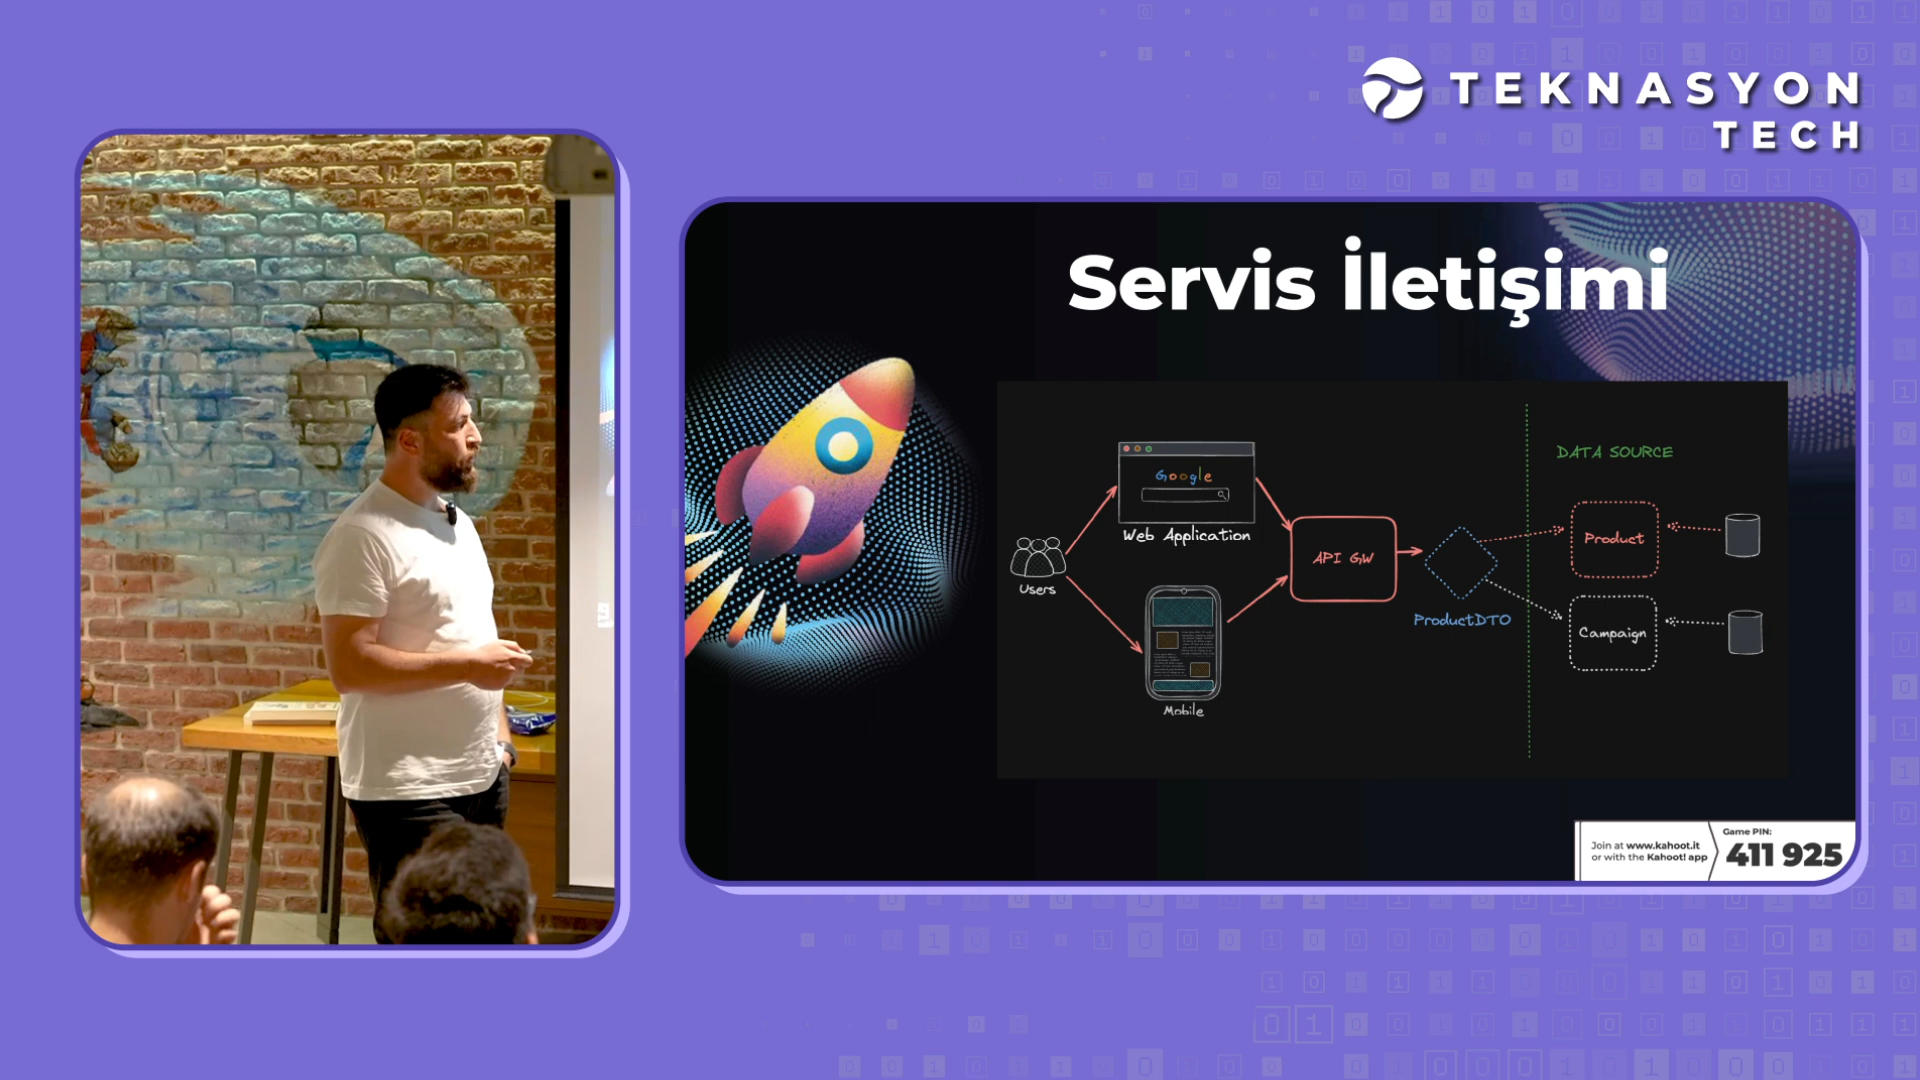 TEKNASYON
TECH
Servis İletişimi
DATA SOURCE
Google
Web Application
Users
API GW
Product
ProductDTO
Campaign
Mobile
Join at www.kahoot.it
or with the Kahoot! app
Game PIN:
411 925